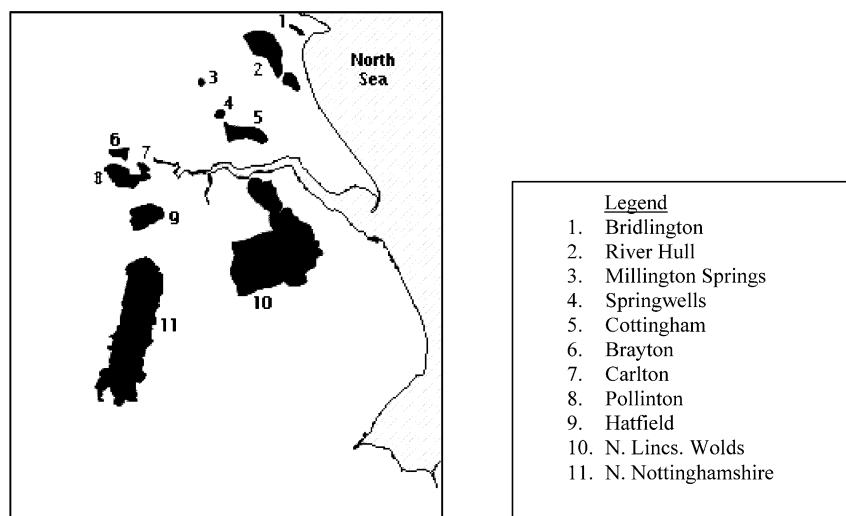 1
2
North
Sea
3
4
5
6
7
8
9
10
11
Legend
1. Bridlington
2. River Hull
3. Millington Springs
4. Springwells
5. Cottingham
6. Brayton
7. Carlton
8. Pollinton
9. Hatfield
10. N. Lincs. Wolds
11. N. Nottinghamshire